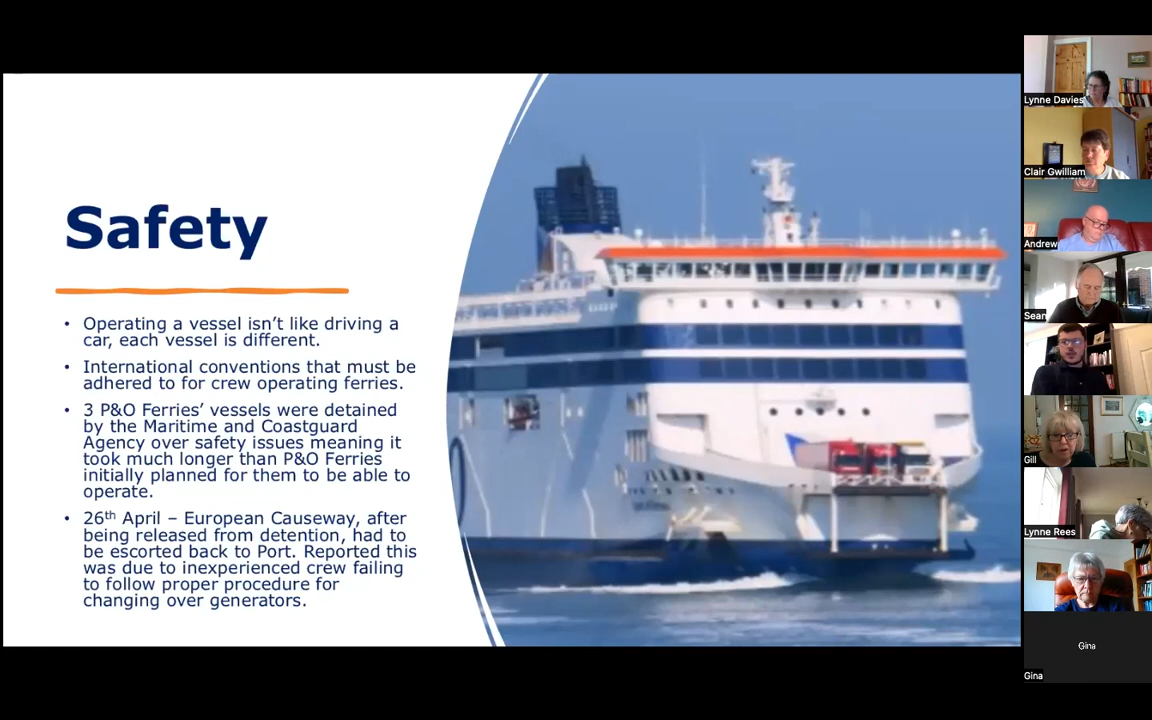 Safety
• Operating a vessel isn't like driving a
car, each vessel is different.
• International conventions that must be
adhered to for crew operating ferries.
• 3 P&O Ferries' vessels were detained
by the Maritime and Coastguard
Agency over safety issues meaning it
took much longer than P&O Ferries
initially planned for them to be able to
operate.
• 26th April – European Causeway, after
being released from detention, had to
be escorted back to Port. Reported this
was due to inexperienced crew failing
to follow proper procedure for
changing over generators.
Lynne Davies
Clair Gwilliam
Andrew
Sean
Gill
Lynne Rees
Gina
Gina